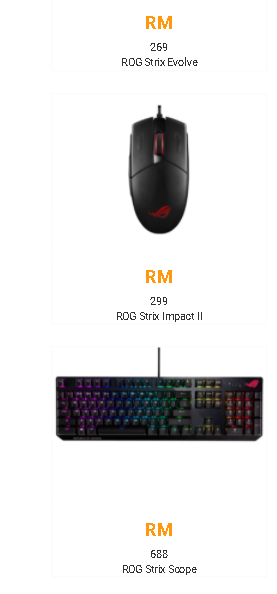 RM
269
ROG Strix Evolve
RM
299
ROG Strix Impact II
RM
688
ROG Strix Scope